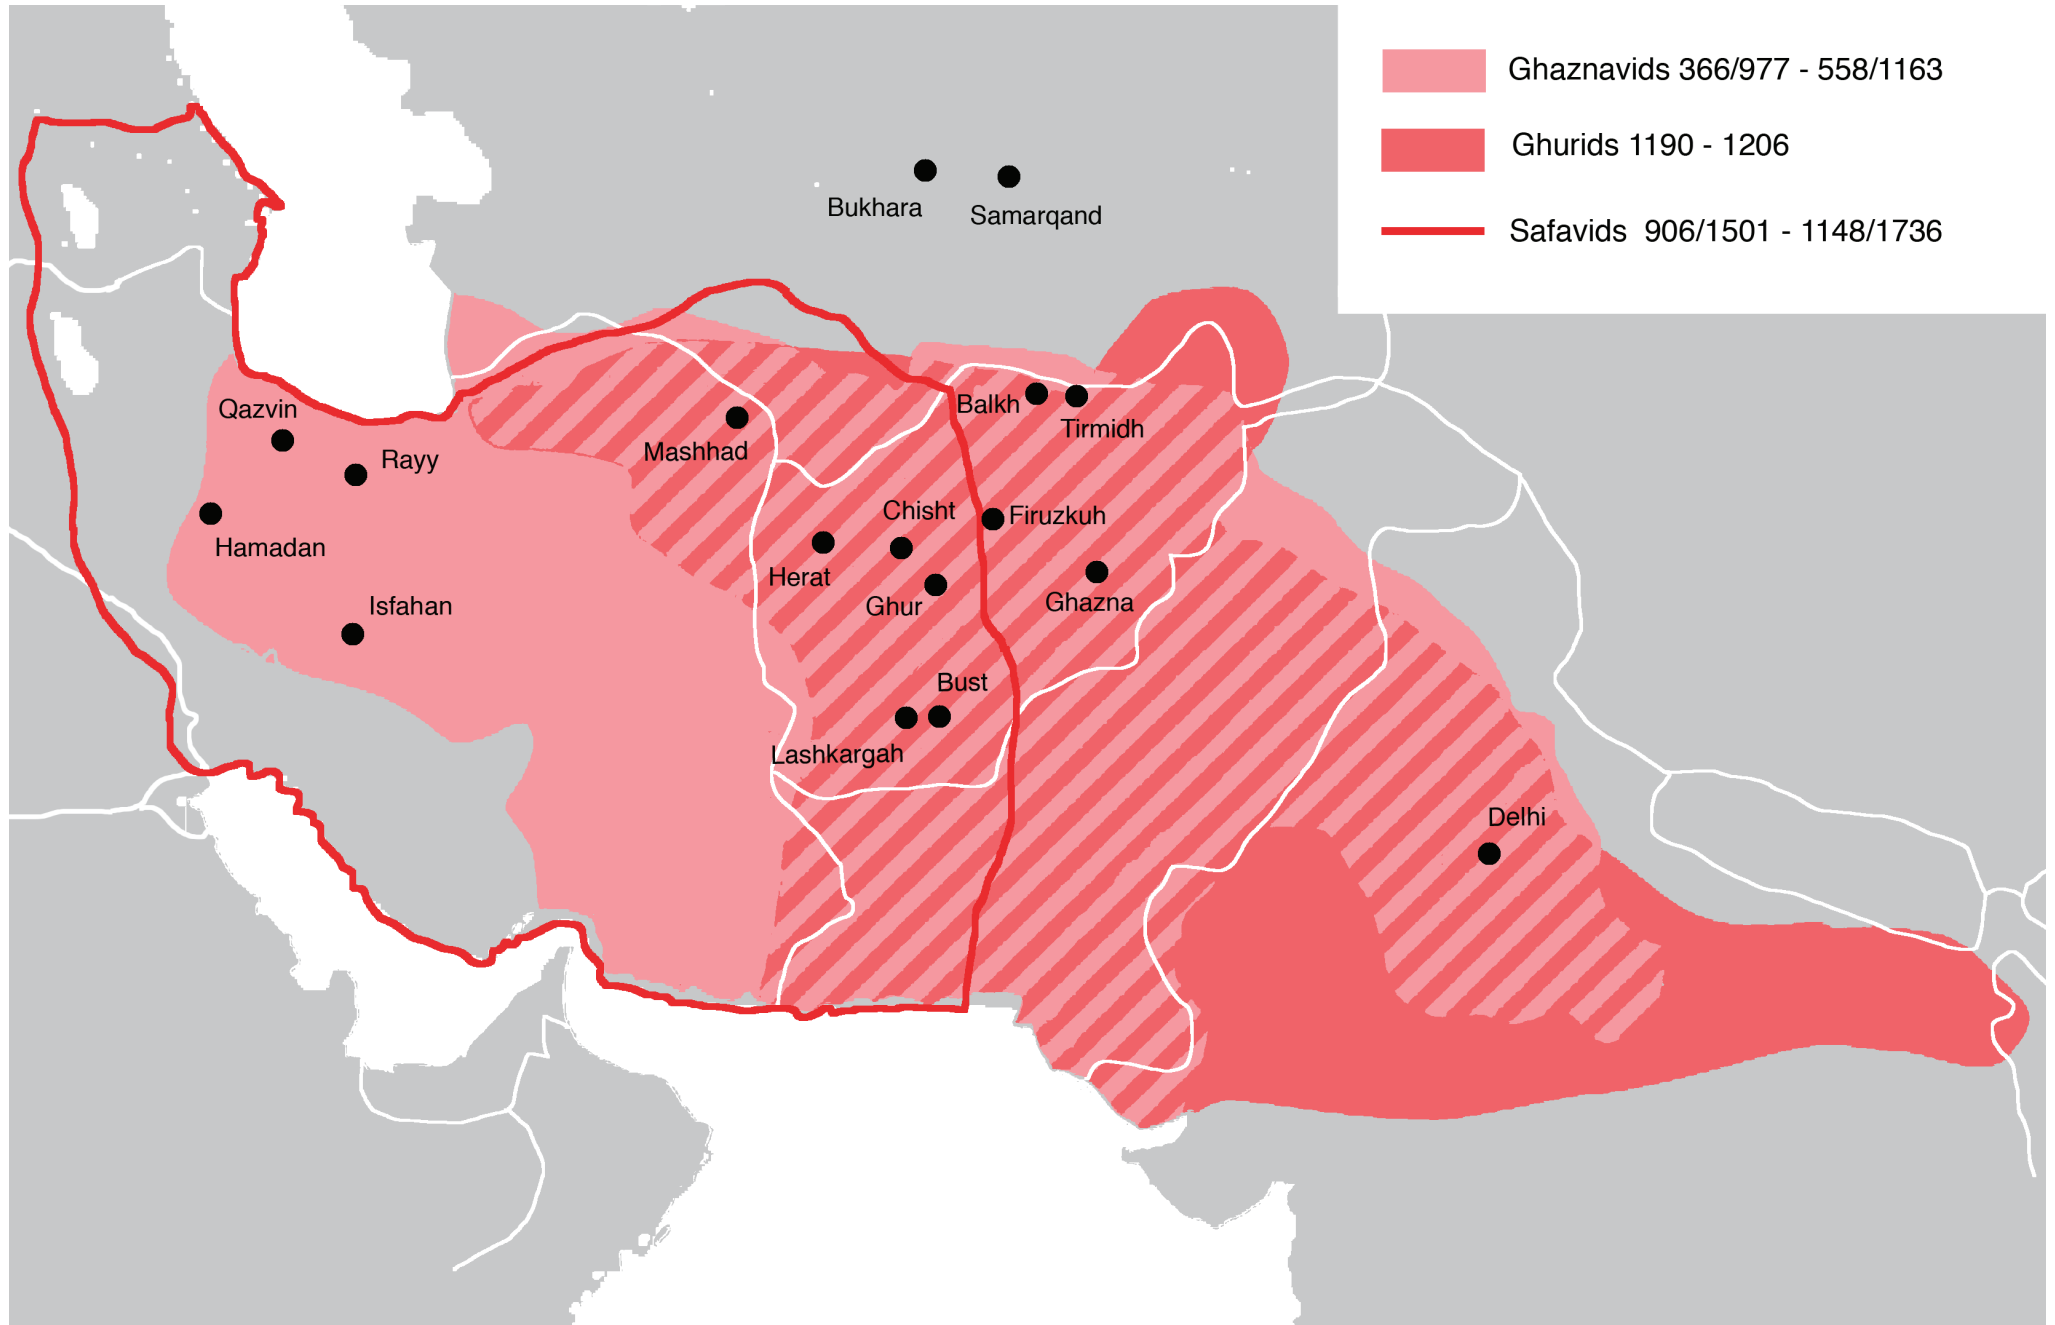 Ghaznavids 366/977 - 558/1163
Ghurids 1190 - 1206
Safavids 906/1501 - 1148/1736
Bukhara
Samarqand
Qazvin
Rayy
Hamadan
Isfahan
Mashhad
Balkh
Tirmidh
Chisht
Firuzkuh
Herat
Ghur
Ghazna
Bust
Lashkargah
Delhi